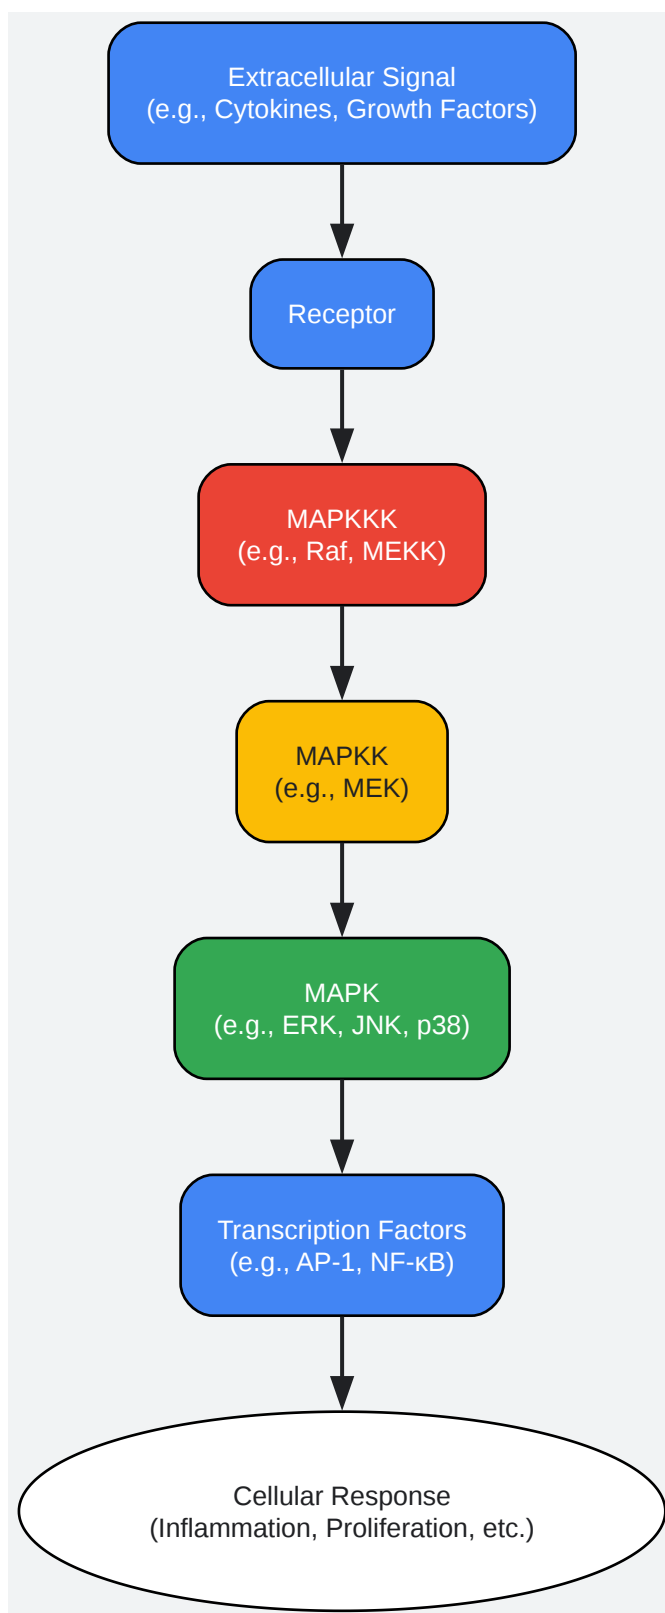 Extracellular Signal
(e.g., Cytokines, Growth Factors)
Receptor
MAPKKK
(e.g., Raf, MEKK)
MAPKK
(e.g., MEK)
MAPK
(e.g., ERK, JNK, p38)
Transcription Factors
(e.g., AP-1, NF-κB)
Cellular Response
(Inflammation, Proliferation, etc.)